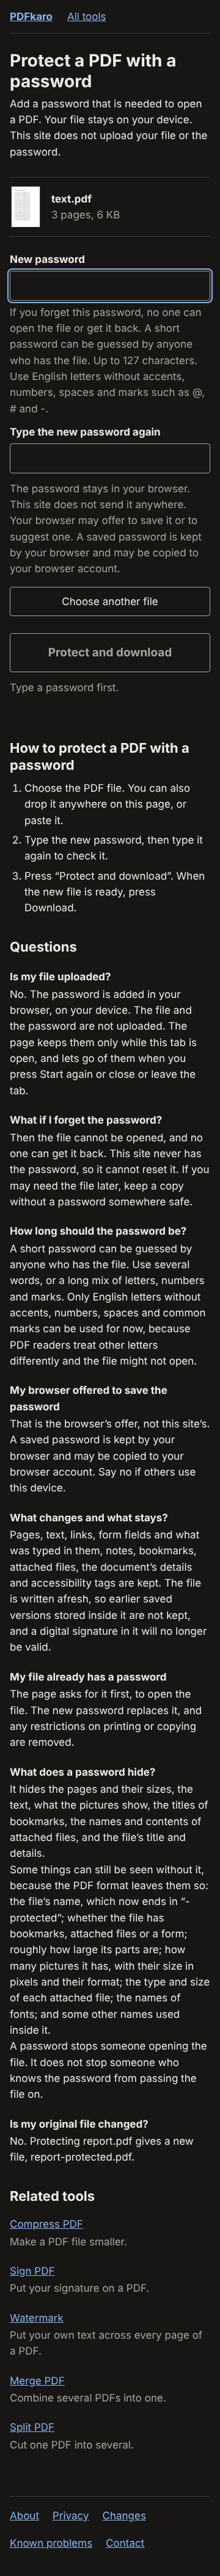 PDFkaro All tools
Protect a PDF with a
password
Add a password that is needed to open
a PDF. Your file stays on your device.
This site does not upload your file or the
password.
text.pdf
3 pages, 6 KB
New password
If you forget this password, no one can
open the file or get it back. A short
password can be guessed by anyone
who has the file. Up to 127 characters.
Use English letters without accents,
numbers, spaces and marks such as @,
# and -.
Type the new password again
The password stays in your browser.
This site does not send it anywhere.
Your browser may offer to save it or to
suggest one. A saved password is kept
by your browser and may be copied to
your browser account.
Choose another file
Protect and download
Type a password first.
How to protect a PDF with a
password
1. Choose the PDF file. You can also
drop it anywhere on this page, or
paste it.
2. Type the new password, then type it
again to check it.
3. Press “Protect and download”. When
the new file is ready, press
Download.
Questions
Is my file uploaded?
No. The password is added in your
browser, on your device. The file and
the password are not uploaded. The
page keeps them only while this tab is
open, and lets go of them when you
press Start again or close or leave the
tab.
What if I forget the password?
Then the file cannot be opened, and no
one can get it back. This site never has
the password, so it cannot reset it. If you
may need the file later, keep a copy
without a password somewhere safe.
How long should the password be?
A short password can be guessed by
anyone who has the file. Use several
words, or a long mix of letters, numbers
and marks. Only English letters without
accents, numbers, spaces and common
marks can be used for now, because
PDF readers treat other letters
differently and the file might not open.
My browser offered to save the
password
That is the browser’s offer, not this site’s.
A saved password is kept by your
browser and may be copied to your
browser account. Say no if others use
this device.
What changes and what stays?
Pages, text, links, form fields and what
was typed in them, notes, bookmarks,
attached files, the document’s details
and accessibility tags are kept. The file
is written afresh, so earlier saved
versions stored inside it are not kept,
and a digital signature in it will no longer
be valid.
My file already has a password
The page asks for it first, to open the
file. The new password replaces it, and
any restrictions on printing or copying
are removed.
What does a password hide?
It hides the pages and their sizes, the
text, what the pictures show, the titles of
bookmarks, the names and contents of
attached files, and the file’s title and
details.
Some things can still be seen without it,
because the PDF format leaves them so:
the file’s name, which now ends in “-
protected”; whether the file has
bookmarks, attached files or a form;
roughly how large its parts are; how
many pictures it has, with their size in
pixels and their format; the type and size
of each attached file; the names of
fonts; and some other names used
inside it.
A password stops someone opening the
file. It does not stop someone who
knows the password from passing the
file on.
Is my original file changed?
No. Protecting report.pdf gives a new
file, report-protected.pdf.
Related tools
Compress PDF
Make a PDF file smaller.
Sign PDF
Put your signature on a PDF.
Watermark
Put your own text across every page of
a PDF.
Merge PDF
Combine several PDFs into one.
Split PDF
Cut one PDF into several.
About Privacy Changes
Known problems Contact